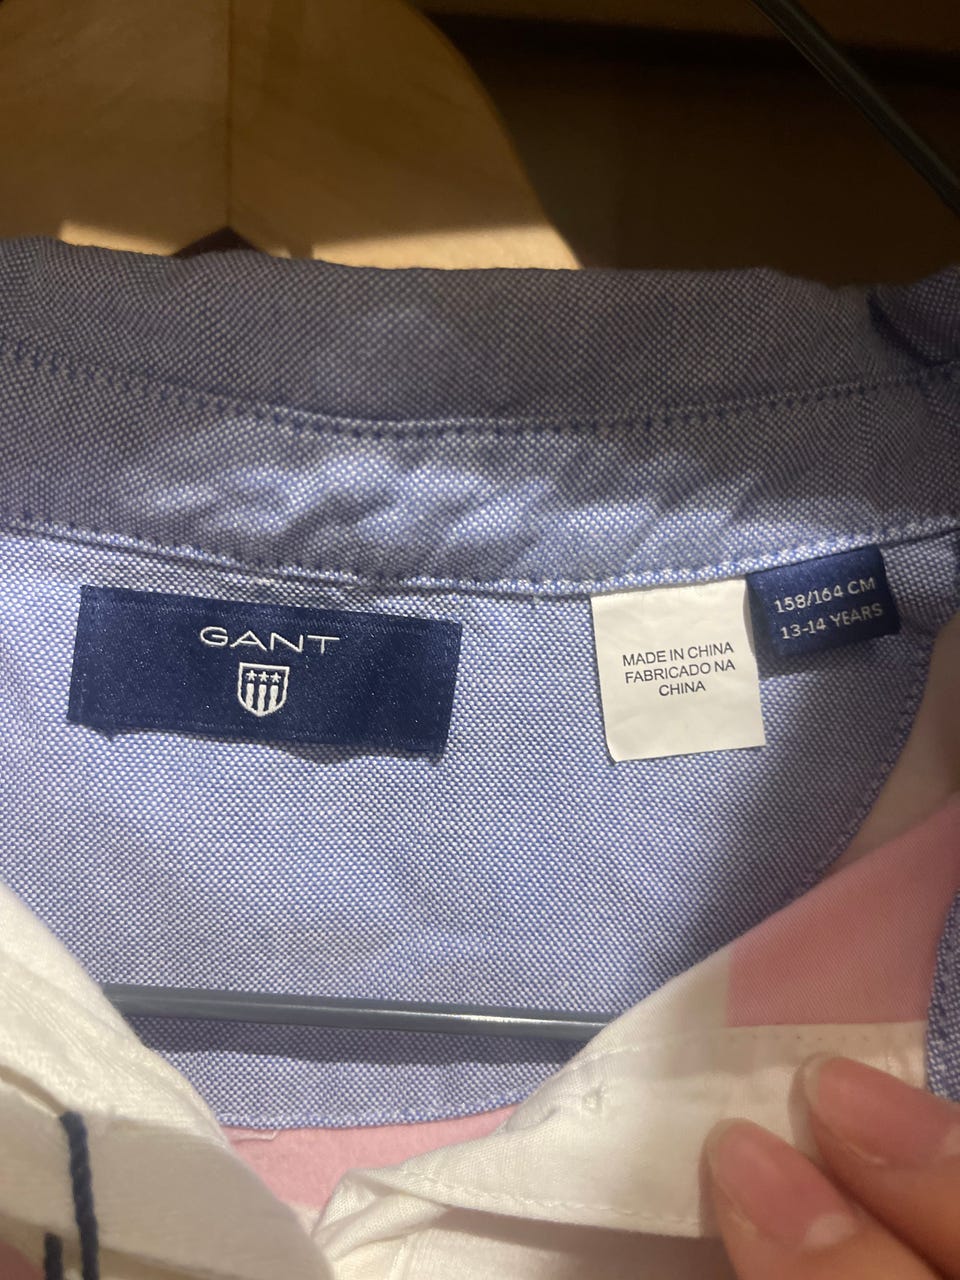 GANT
MADE IN CHINA
FABRICADO NA
CHINA
158/164 CM
13-14 YEARS